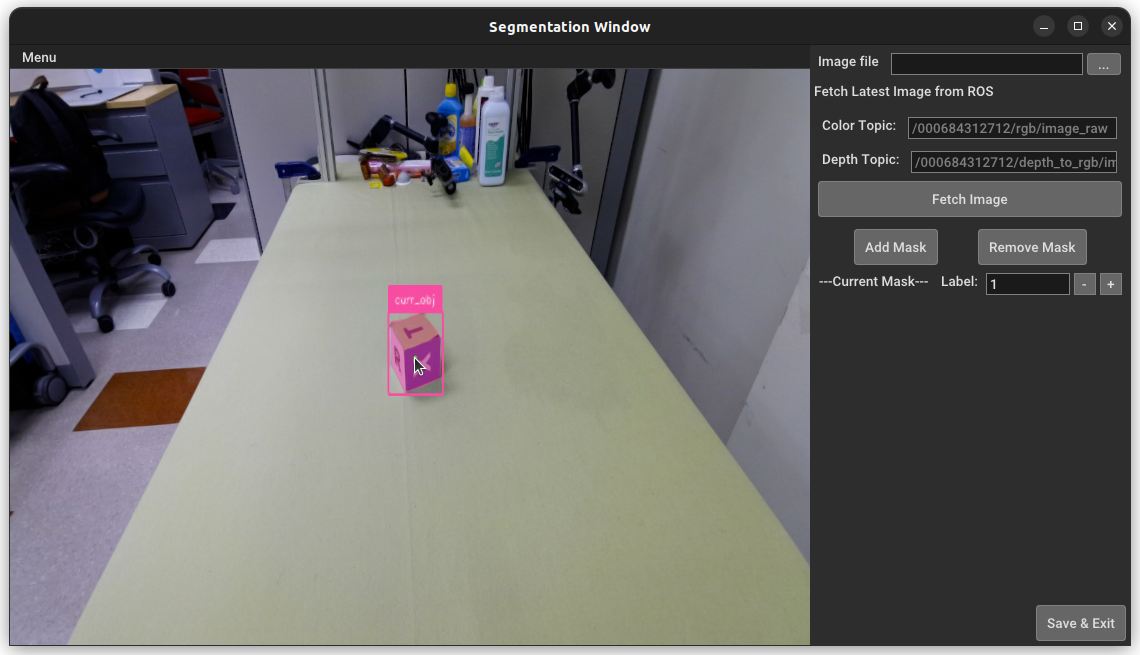 Segmentation Window
Menu
Image file
...
Fetch Latest Image from ROS
Color Topic: /000684312712/rgb/image_raw
Depth Topic: /000684312712/depth_to_rgb/im
Fetch Image
Add Mask Remove Mask
---Current Mask--- Label: 1 - +
curr_obj
T
K
Save & Exit